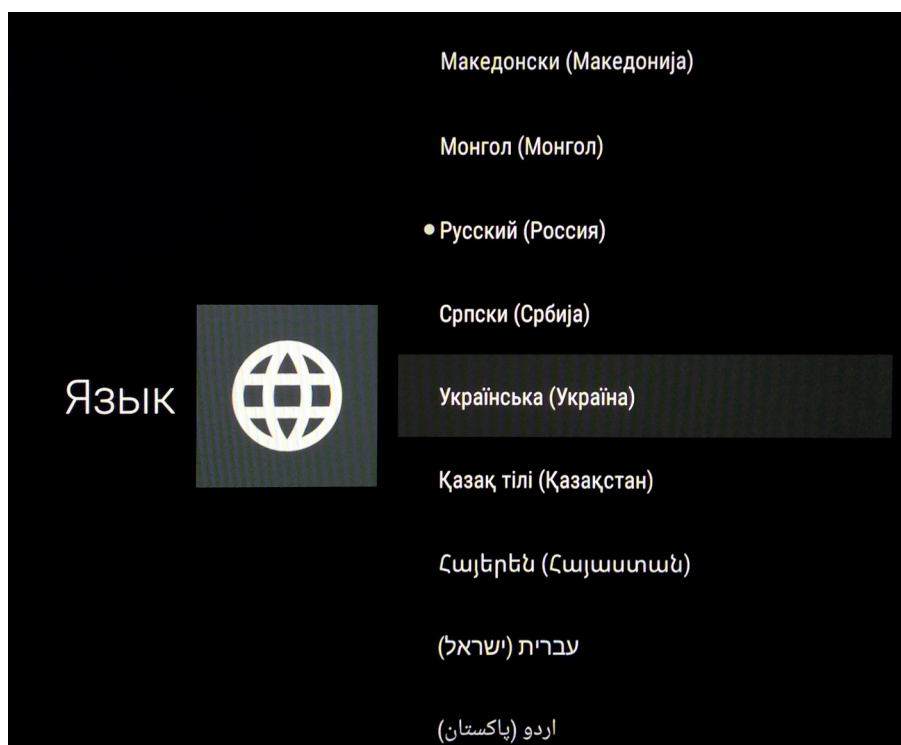 Македонски (Македонија)
Монгол (Монгол)
Русский (Россия)
Српски (Србија)
Язык
Українська (Україна)
Қазақ тілі (Қазақстан)
Հայերեն (Հայաստան)
עברית (ישראל)
اردو (پاکستان)